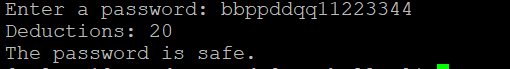 Enter a password: bbppddqq11223344
Deductions: 20
The password is safe.